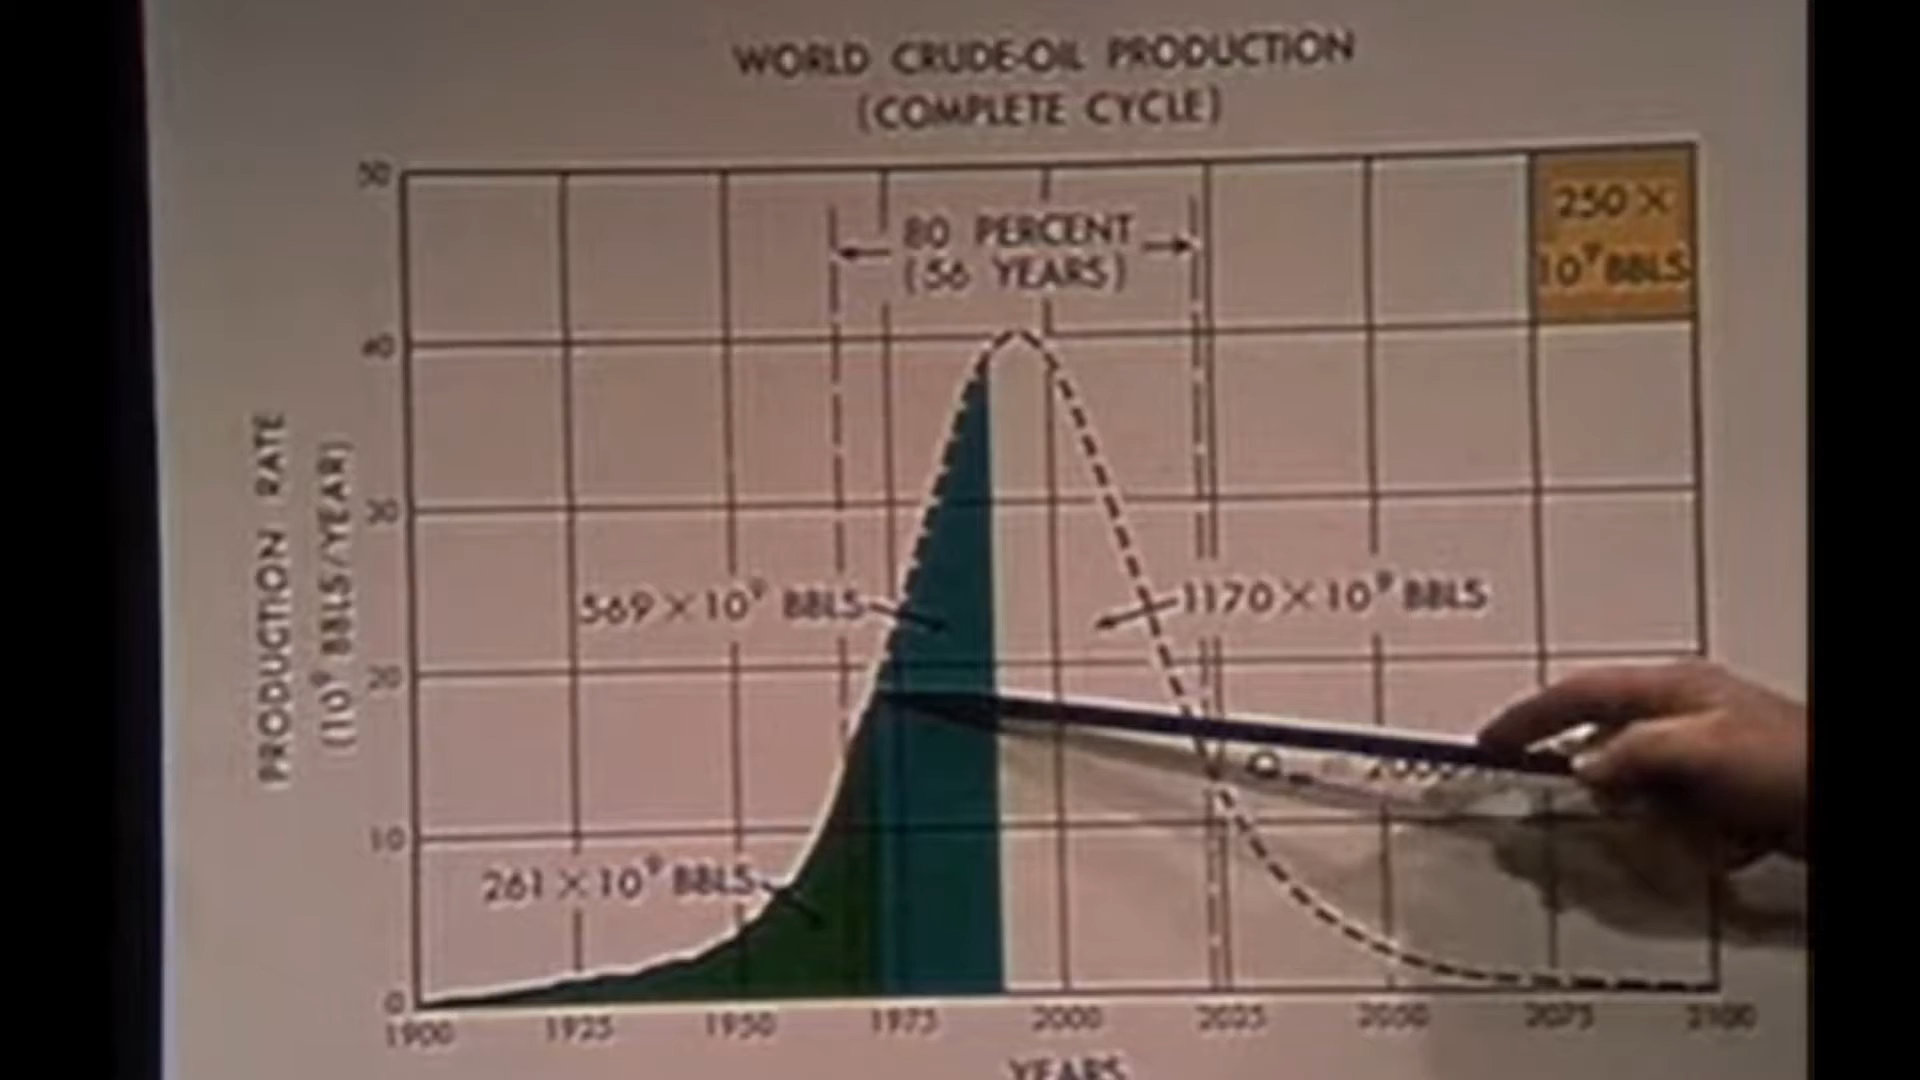 WORLD CRUDE-OIL PRODUCTION
(COMPLETE CYCLE)
50
250 ×
10⁹ BBLS
80 PERCENT
(56 YEARS)
40
PRODUCTION RATE
(10⁹ BBLS/YEAR)
30
569 × 10⁹ BBLS
1170 × 10⁹ BBLS
20
10
261 × 10⁹ BBLS
0
1900 1925 1950 1975 2000 2025 2050 2075 2100
YEARS